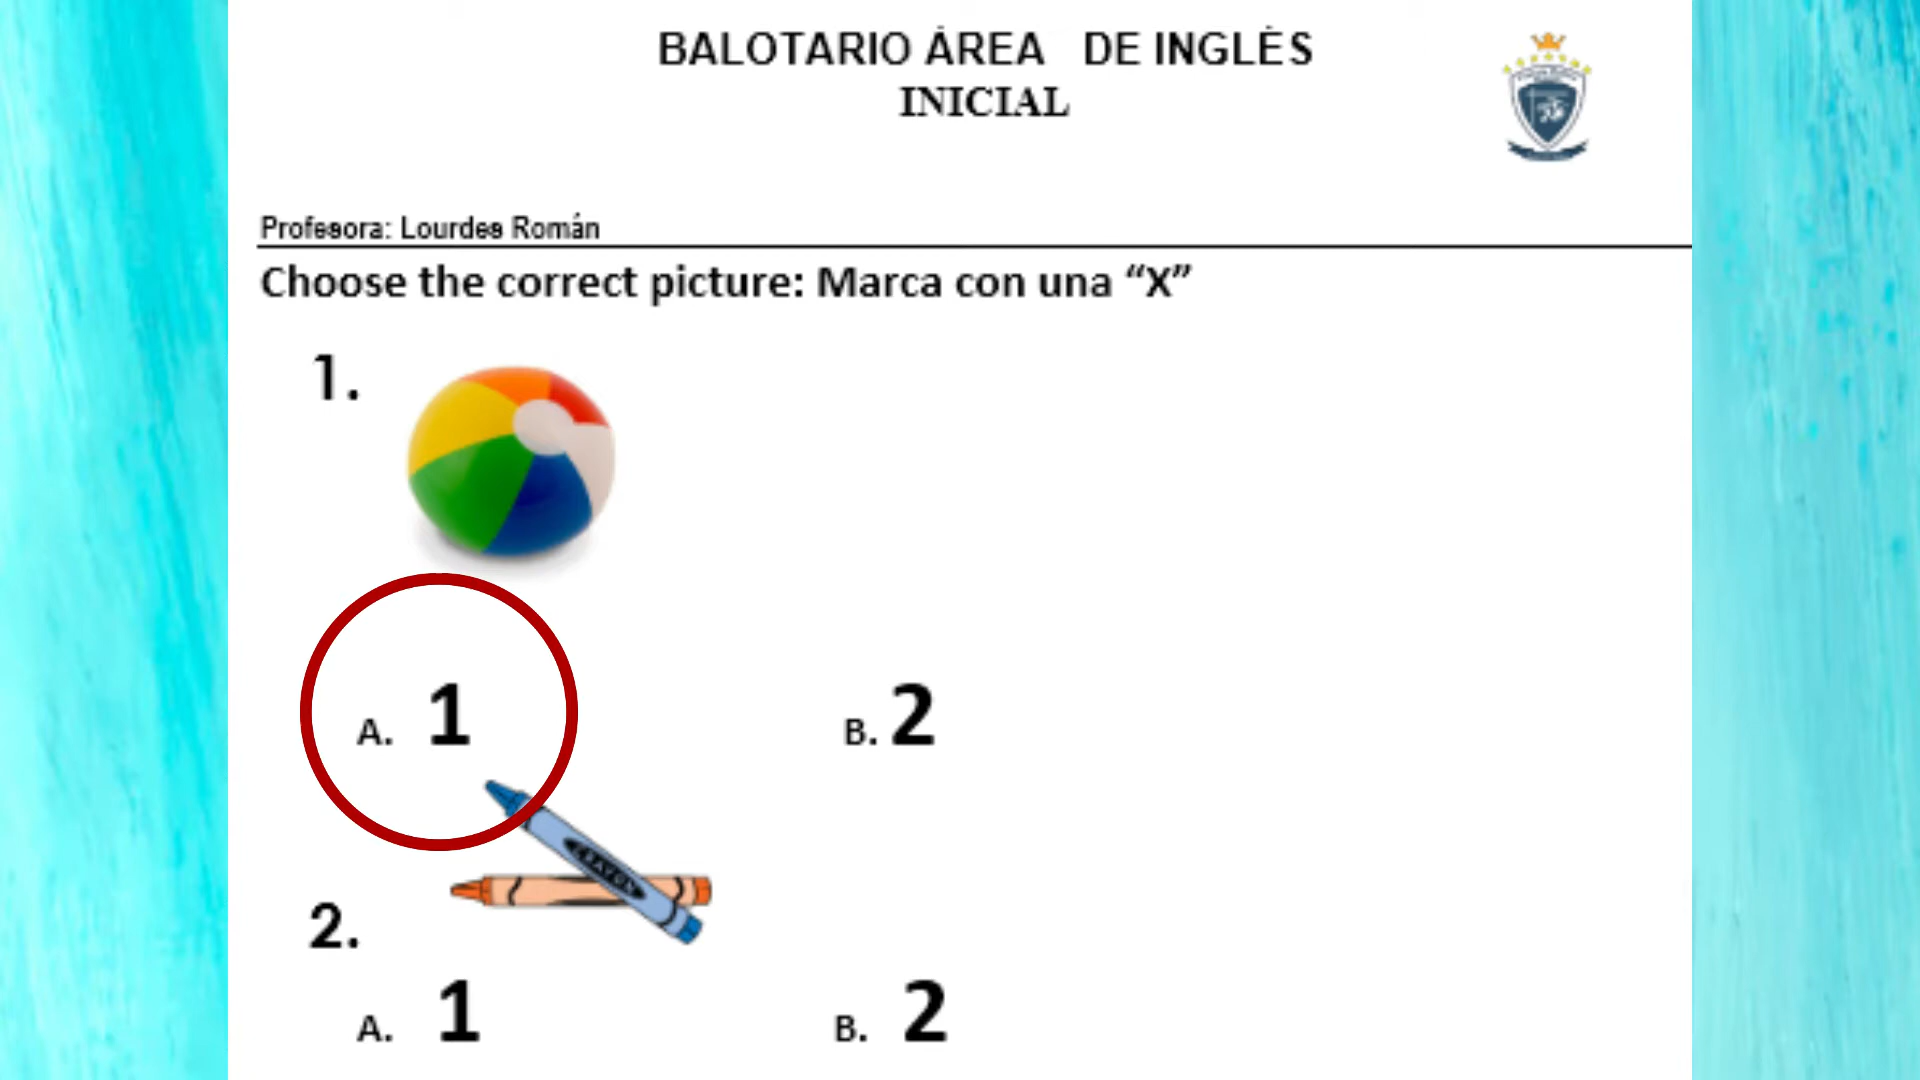 BALOTARIO ÁREA DE INGLÉS
INICIAL
Profesora: Lourdes Román
Choose the correct picture: Marca con una “X”
1.
A. 1
B. 2
CRAYON
2.
A. 1
B. 2